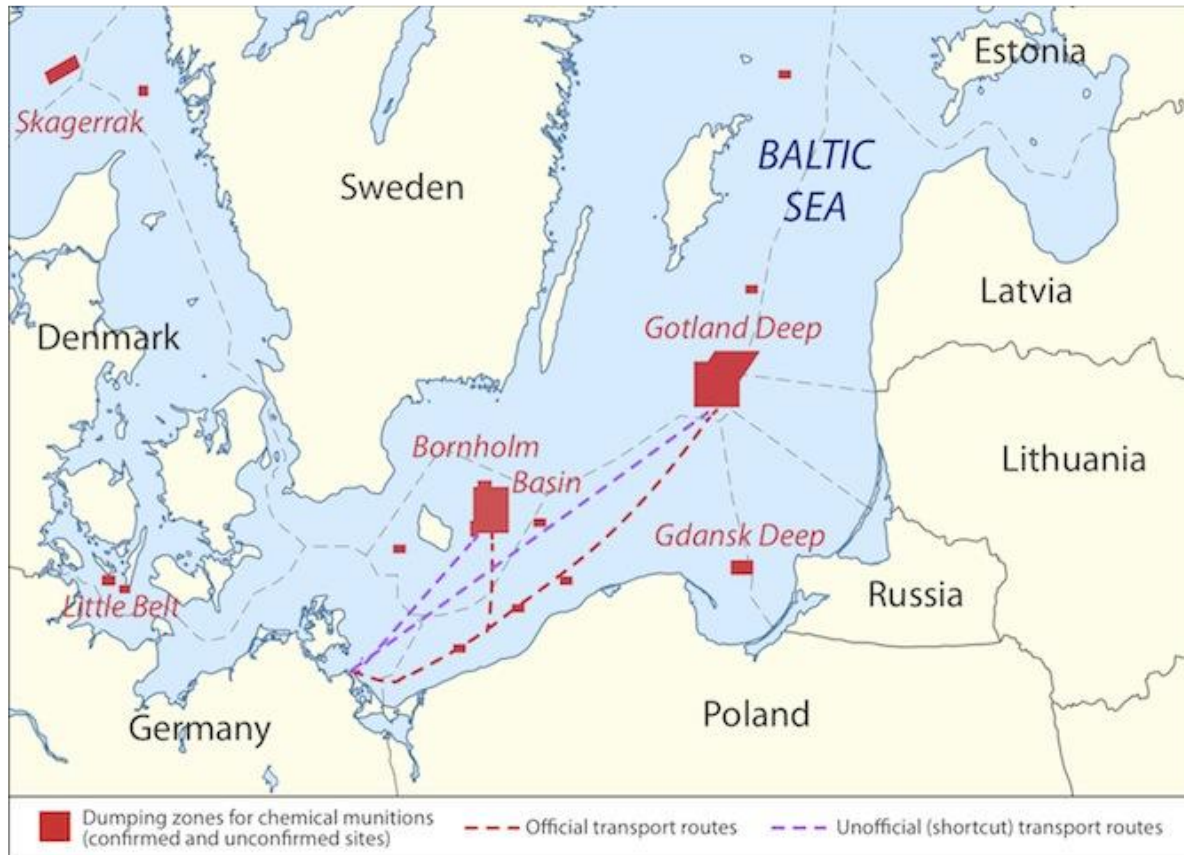 Estonia
Skagerrak
BALTIC
SEA
Sweden
Latvia
Denmark
Gotland Deep
Bornholm
Basin
Lithuania
Gdansk Deep
Little Belt
Russia
Germany
Poland
Dumping zones for chemical munitions
(confirmed and unconfirmed sites)
Official transport routes
Unofficial (shortcut) transport routes